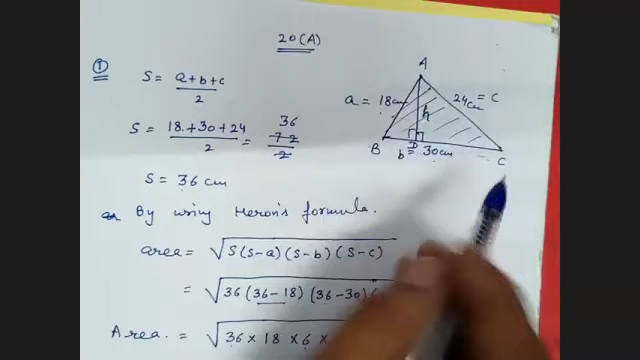 20(A)
①
S = a+b+c
2
S = 18+30+24
2
= 72
2
36
S = 36 cm
By using Heron's formula.
area = √S(S-a)(S-b)(S-c)
= √36(36-18)(36-30)(
Area = √36×18×6×
A
a = 18cm
24cm = c
h
B
D
b = 30cm
C